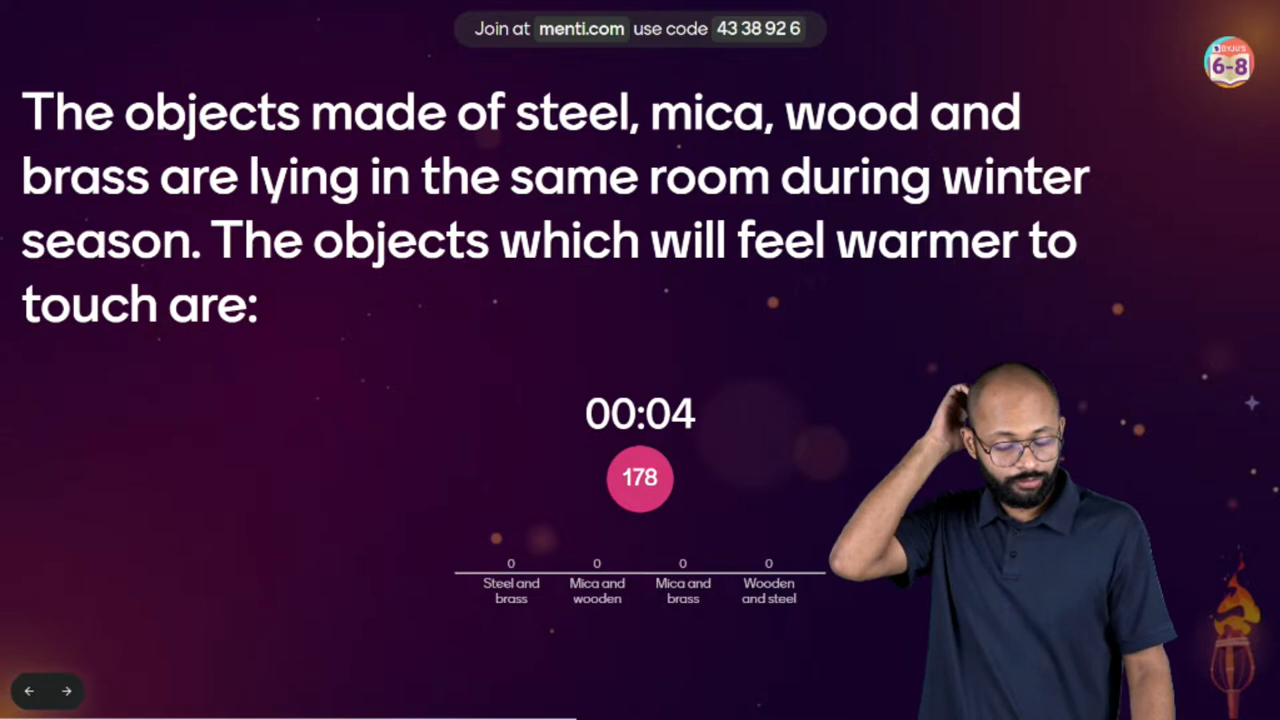 Join at menti.com use code 43 38 92 6
BYJU'S
6-8
The objects made of steel, mica, wood and
brass are lying in the same room during winter
season. The objects which will feel warmer to
touch are:
00:04
178
0 0 0 0
Steel and Mica and Mica and Wooden
brass wooden brass and steel